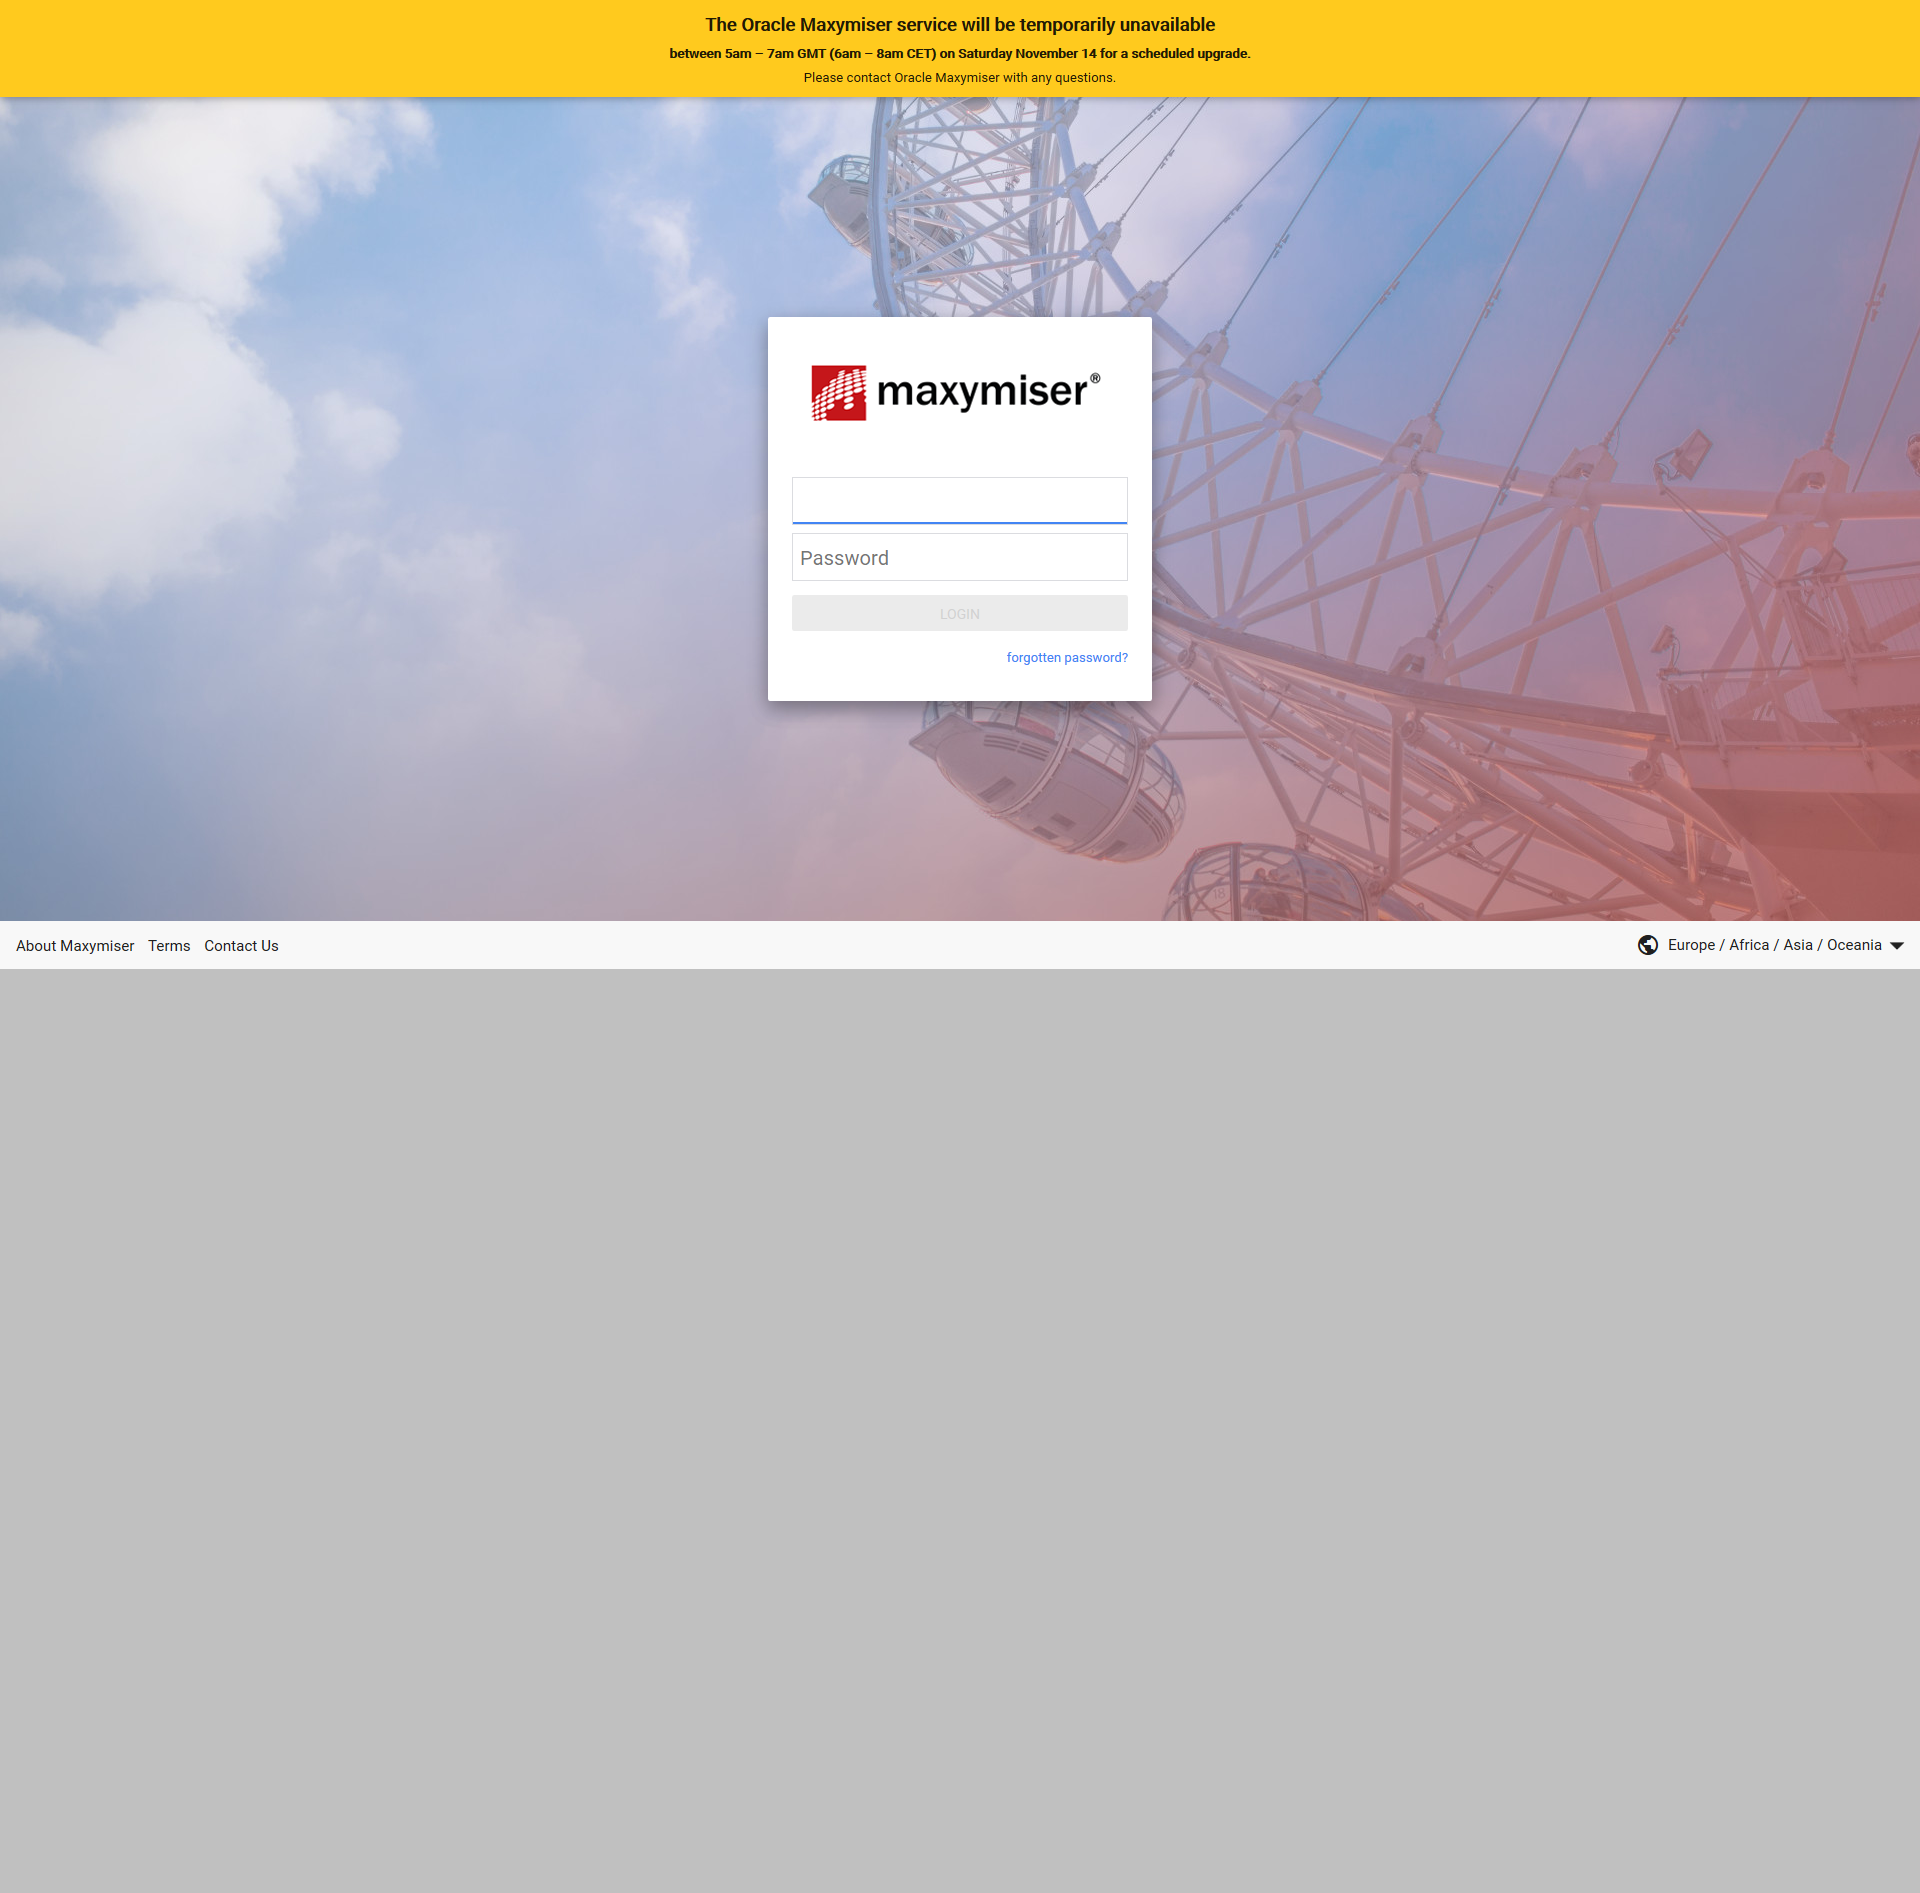 The Oracle Maxymiser service will be temporarily unavailable
between 5am – 7am GMT (6am – 8am CET) on Saturday November 14 for a scheduled upgrade.
Please contact Oracle Maxymiser with any questions.
maxymiser®
Password
LOGIN
forgotten password?
18
About Maxymiser Terms Contact Us Europe / Africa / Asia / Oceania